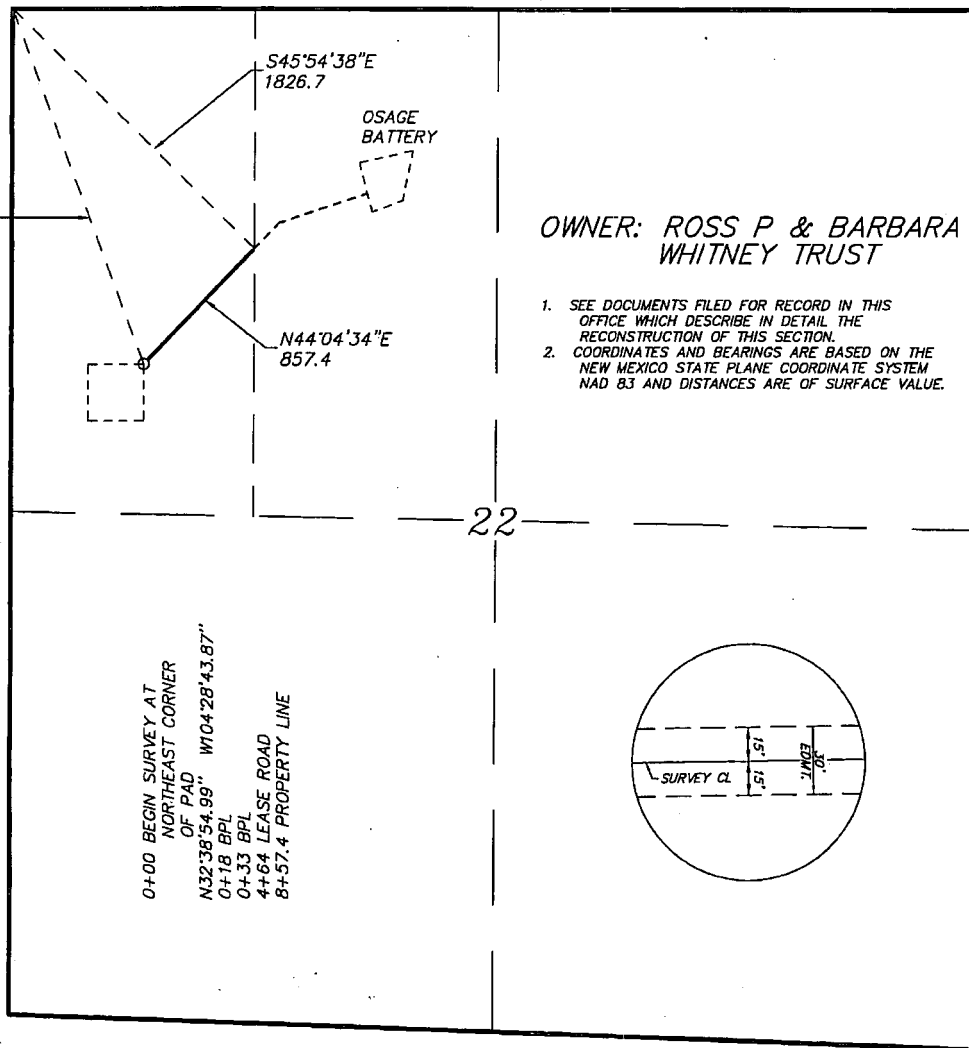 S45°54'38"E
1826.7
OSAGE
BATTERY
OWNER: ROSS P & BARBARA
WHITNEY TRUST
1. SEE DOCUMENTS FILED FOR RECORD IN THIS
OFFICE WHICH DESCRIBE IN DETAIL THE
RECONSTRUCTION OF THIS SECTION.
2. COORDINATES AND BEARINGS ARE BASED ON THE
NEW MEXICO STATE PLANE COORDINATE SYSTEM
NAD 83 AND DISTANCES ARE OF SURFACE VALUE.
N44°04'34"E
857.4
22
0+00 BEGIN SURVEY AT
NORTHEAST CORNER
OF PAD
N32°38'54.99" W104°28'43.87"
0+18 BPL
0+33 BPL
4+64 LEASE ROAD
8+57.4 PROPERTY LINE
15'
15'
30'
EDMT.
SURVEY CL